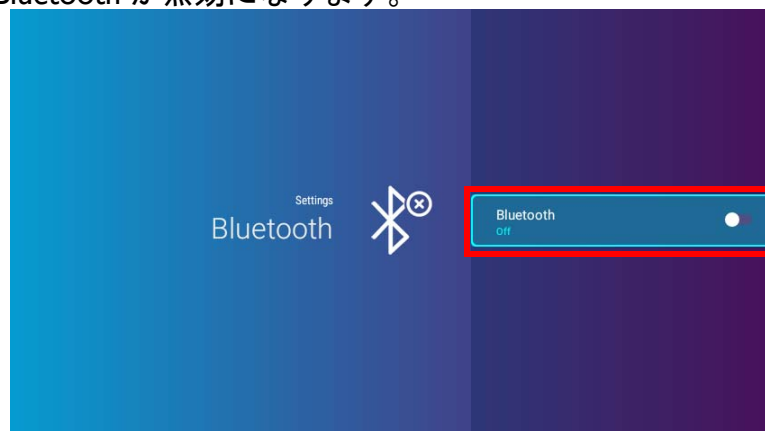 Bluetooth が無効になります。
Settings
Bluetooth
Bluetooth
Off